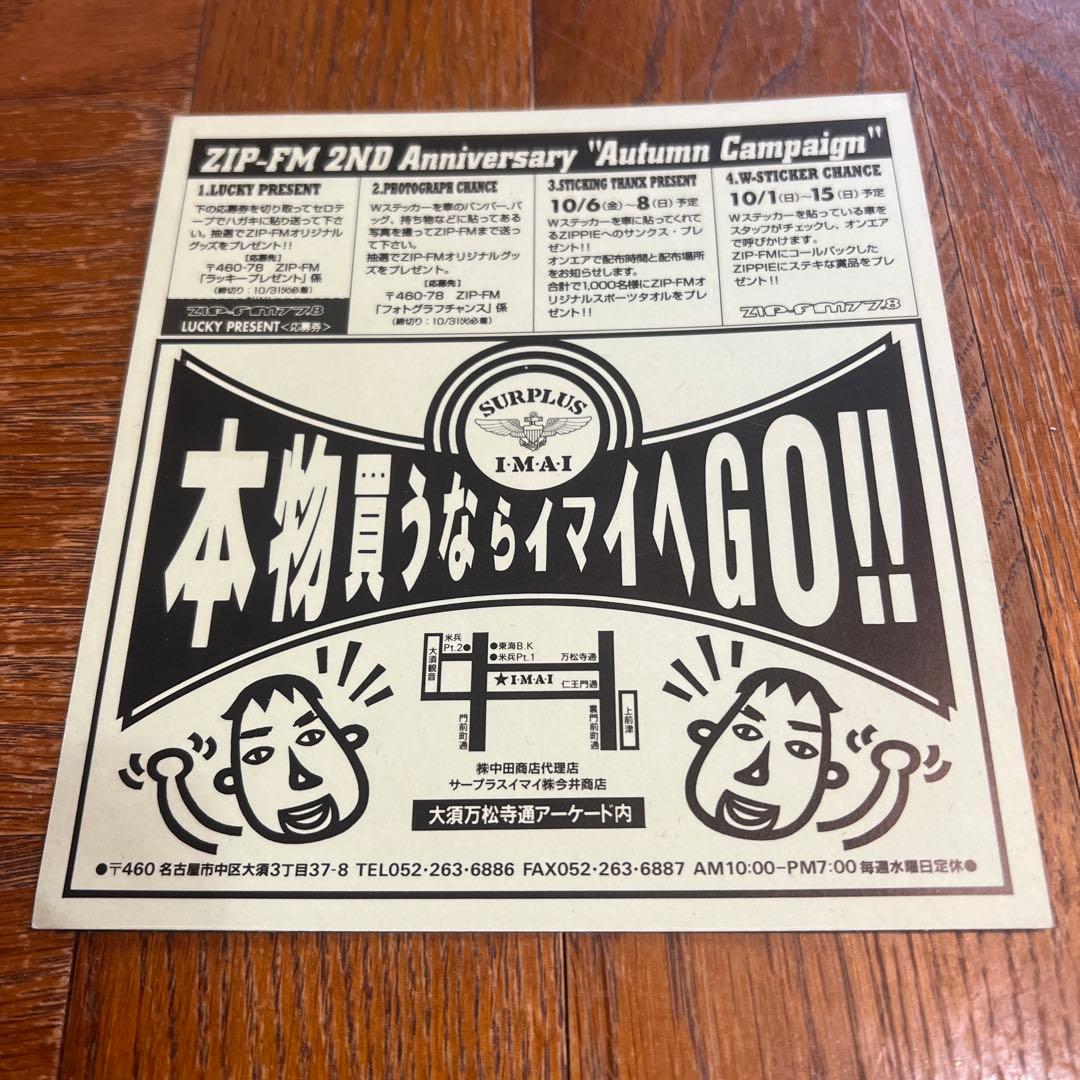 ZIP-FM 2ND Anniversary "Autumn Campaign"
1.LUCKY PRESENT
下の応募券を切り取ってセロテ
ープでハガキに貼り送って下さ
い。抽選でZIP-FMオリジナル
グッズをプレゼント!!
[応募先]
〒460-78 ZIP-FM
「ラッキープレゼント」係
(締切り：10/31㈫必着)
ZIP-FM77.8
LUCKY PRESENT<応募券>
2.PHOTOGRAPH CHANCE
Wステッカーを車のバンパー、バ
ッグ、持ち物などに貼ってある
写真を撮ってZIP-FMまで送っ
て下さい。
抽選でZIP-FMオリジナルグッ
ズをプレゼント。
[応募先]
〒460-78 ZIP-FM
「フォトグラフチャンス」係
(締切り：10/31㈫必着)
3.STICKING THANX PRESENT
10/6(金)～8(日)予定
Wステッカーを車に貼ってくれて
るZIPPIEへのサンクス・プレ
ゼント!!
オンエアで配布時間と配布場所
をお知らせします。
合計で1,000名様にZIP-FMオ
リジナルスポーツタオルをプレ
ゼント!!
4.W-STICKER CHANCE
10/1(日)～15(日)予定
Wステッカーを貼っている車を
スタッフがチェックし、オンエア
で呼びかけます。
ZIP-FMにコールバックした
ZIPPIEにステキな賞品をプレ
ゼント!!
ZIP-FM77.8
SURPLUS
I·M·A·I
本物買うならイマイへGO!!
米兵
Pt.2●
●東海B.K
●米兵Pt.1
万松寺通
大須観音
★I·M·A·I
仁王門通
門前町通
裏門前町通
上前津
㈱中田商店代理店
サープラスイマイ㈱今井商店
大須万松寺通アーケード内
●〒460 名古屋市中区大須3丁目37-8 TEL052·263·6886 FAX052·263·6887 AM10:00-PM7:00 毎週水曜日定休●